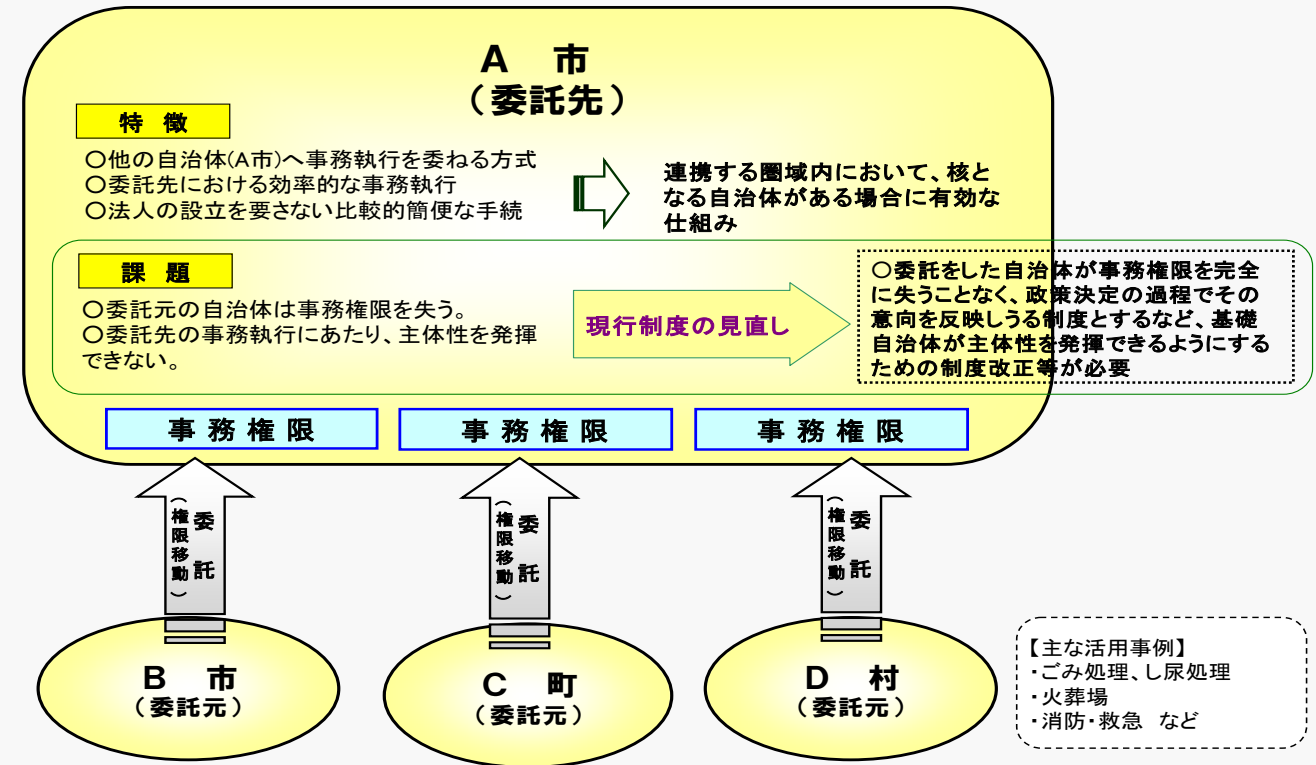 A 市
(委託先)
特 徴
○他の自治体(A市)へ事務執行を委ねる方式
○委託先における効率的な事務執行
○法人の設立を要さない比較的簡便な手続
連携する圏域内において、核と
なる自治体がある場合に有効な
仕組み
課 題
○委託元の自治体は事務権限を失う。
○委託先の事務執行にあたり、主体性を発揮
できない。
現行制度の見直し
○委託をした自治体が事務権限を完全
に失うことなく、政策決定の過程でその
意向を反映しうる制度とするなど、基礎
自治体が主体性を発揮できるようにする
ための制度改正等が必要
事 務 権 限
事 務 権 限
事 務 権 限
委 託
(権限移動)
委 託
(権限移動)
委 託
(権限移動)
B 市
(委託元)
C 町
(委託元)
D 村
(委託元)
【主な活用事例】
・ごみ処理、し尿処理
・火葬場
・消防・救急 など